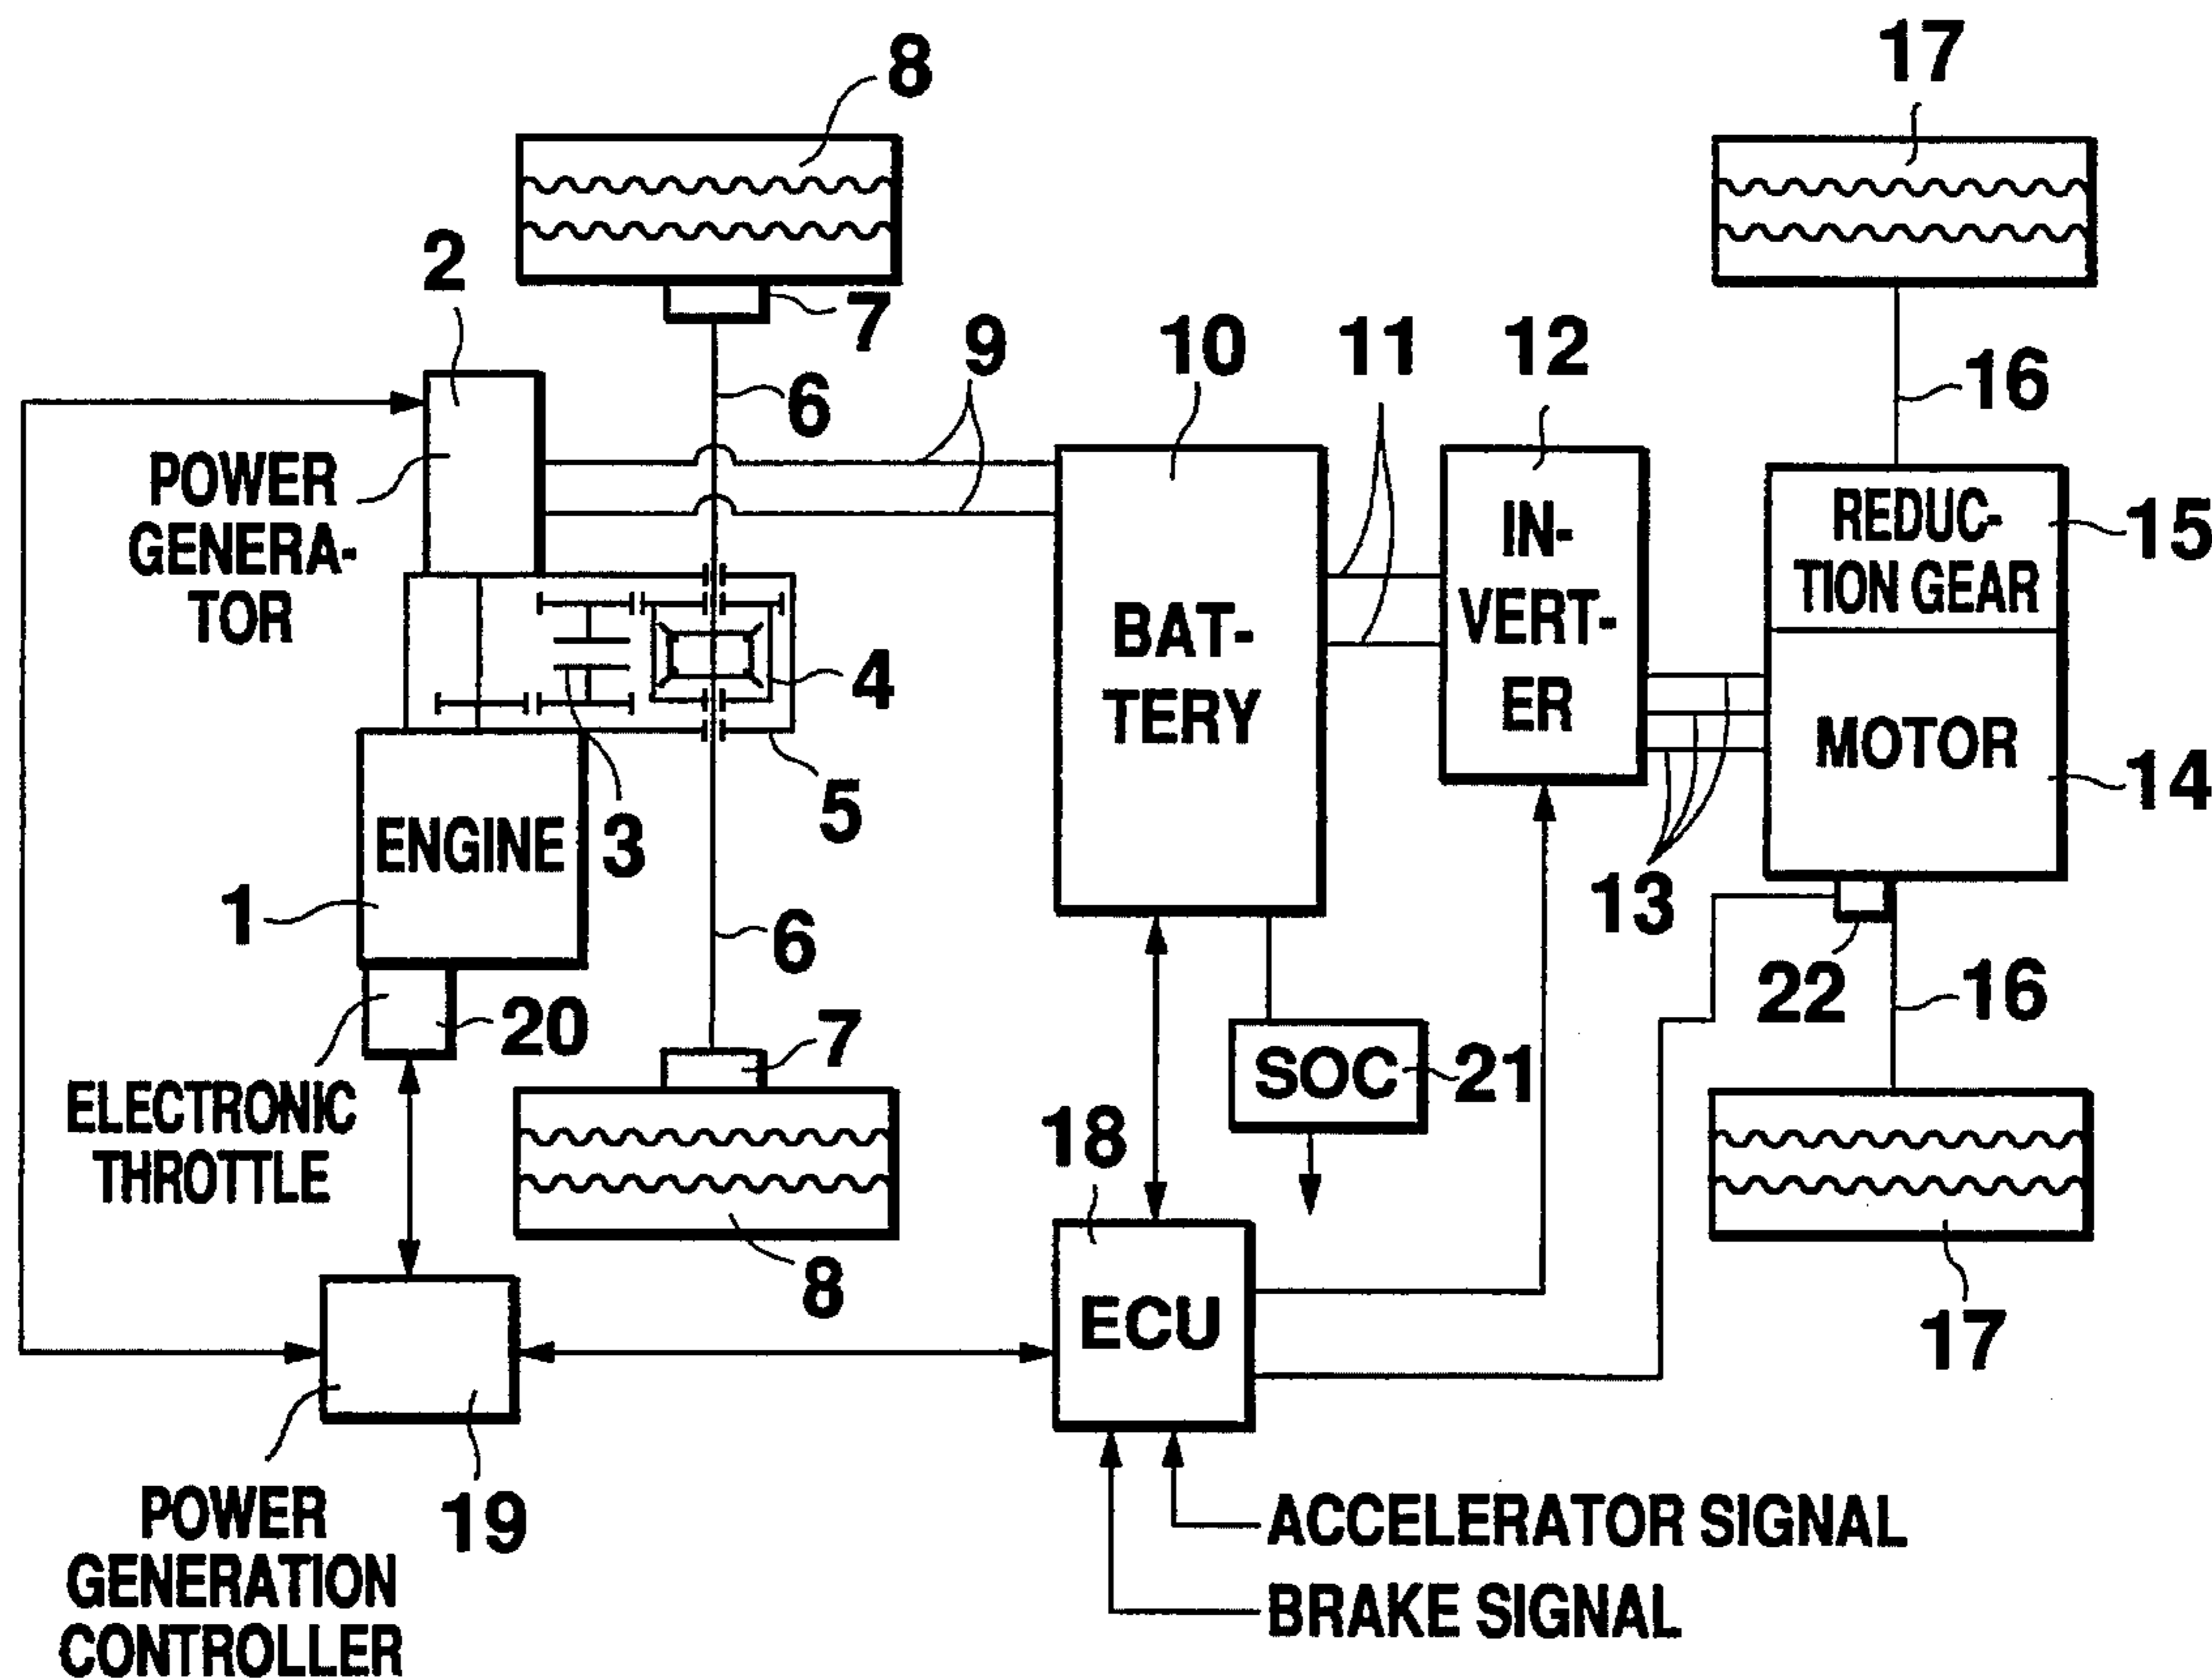 8
17
2
7
6
9
10
11
12
16
POWER
GENERA-
TOR
REDUC-
TION GEAR
15
IN-
VERT-
ER
BAT-
TERY
4
MOTOR
14
5
ENGINE
3
13
1
6
22
16
20
7
SOC
21
ELECTRONIC
THROTTLE
18
8
ECU
17
POWER
GENERATION
CONTROLLER
19
ACCELERATOR SIGNAL
BRAKE SIGNAL